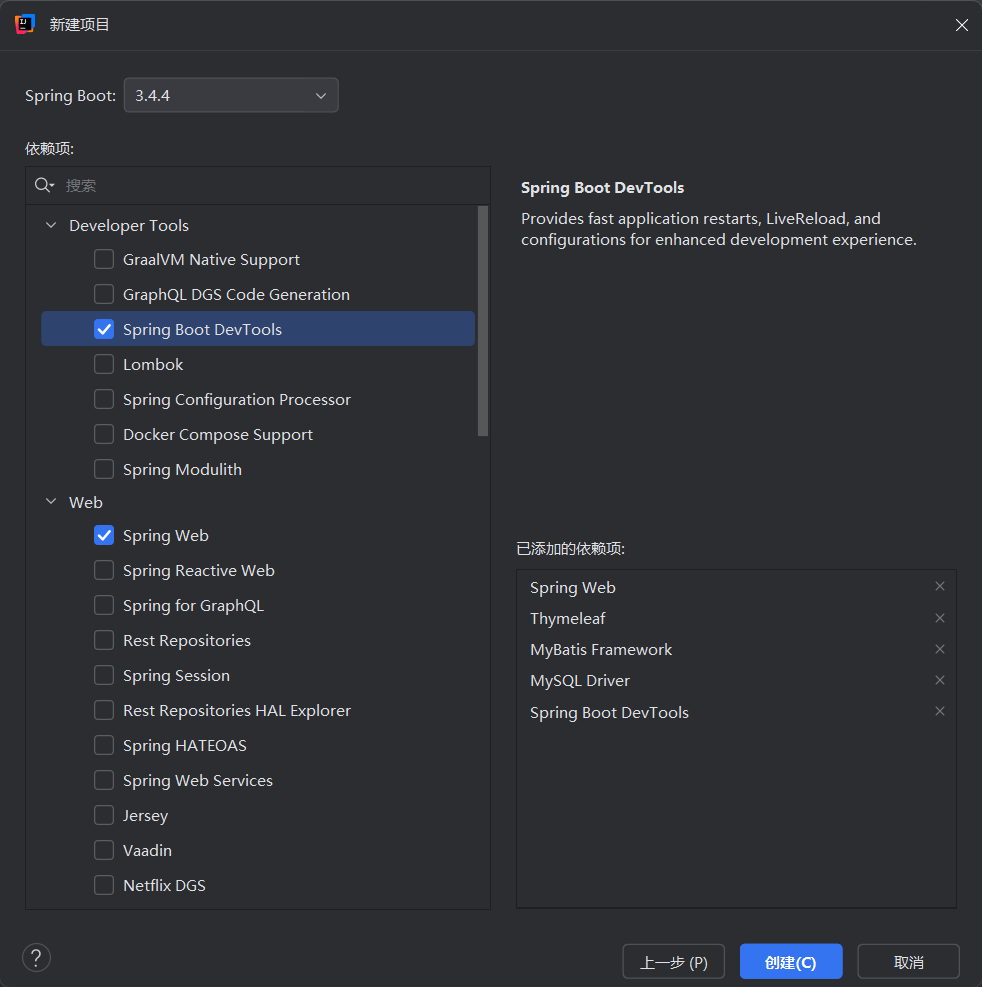 新建项目
Spring Boot: 3.4.4
依赖项:
搜索
Developer Tools
GraalVM Native Support
GraphQL DGS Code Generation
Spring Boot DevTools
Lombok
Spring Configuration Processor
Docker Compose Support
Spring Modulith
Web
Spring Web
Spring Reactive Web
Spring for GraphQL
Rest Repositories
Spring Session
Rest Repositories HAL Explorer
Spring HATEOAS
Spring Web Services
Jersey
Vaadin
Netflix DGS
Spring Boot DevTools
Provides fast application restarts, LiveReload, and
configurations for enhanced development experience.
已添加的依赖项:
Spring Web
Thymeleaf
MyBatis Framework
MySQL Driver
Spring Boot DevTools
?
上一步 (P)
创建(C)
取消